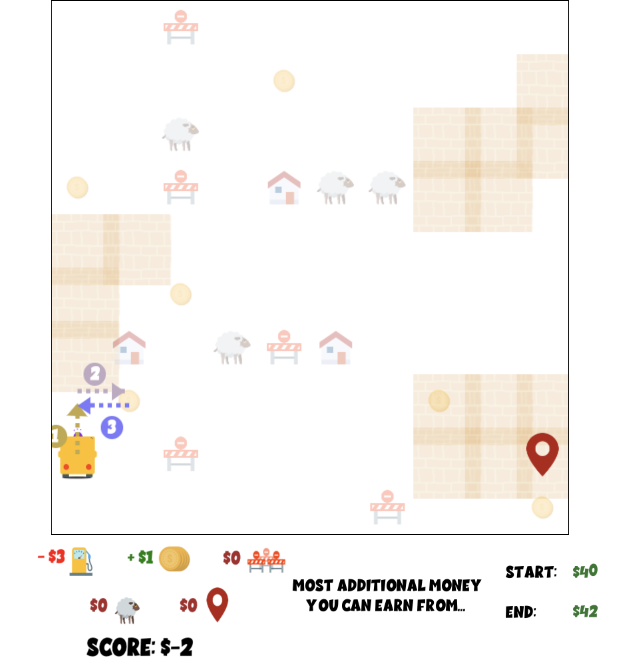 2
1
3
- $3
+ $1
$0
$0
$0
MOST ADDITIONAL MONEY
YOU CAN EARN FROM...
START: $40
END: $42
SCORE: $-2